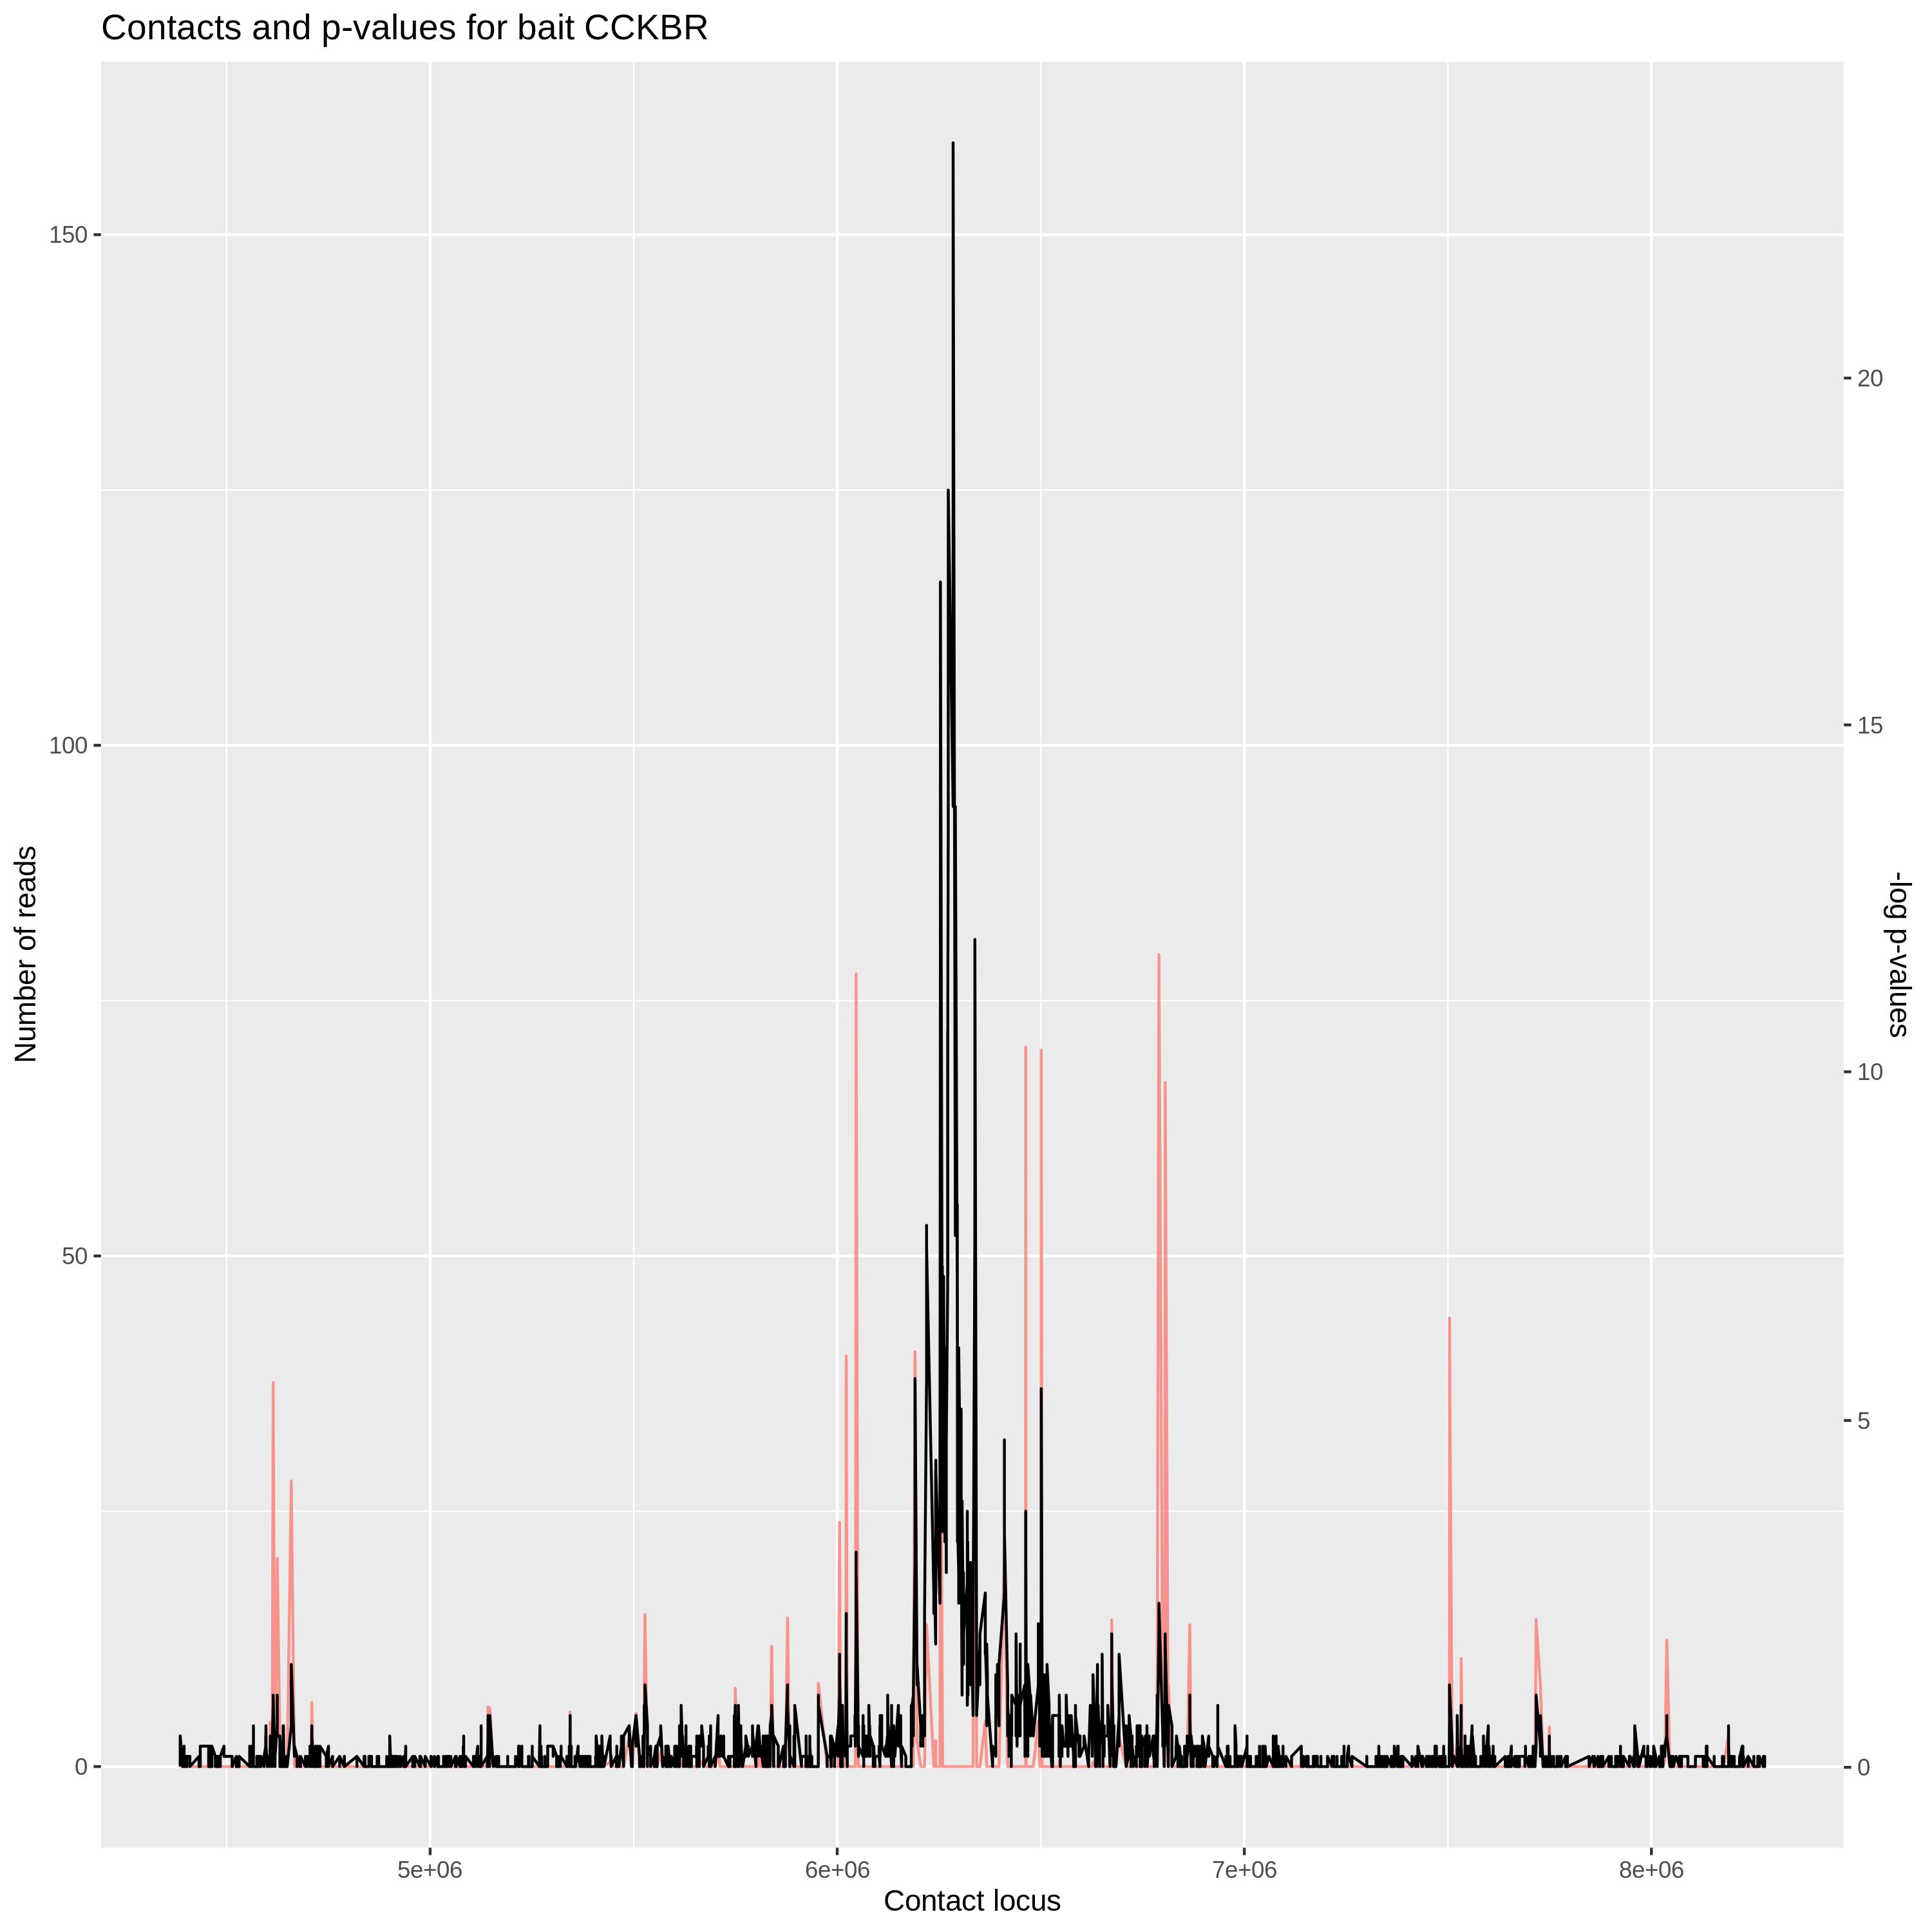 Contacts and p-values for bait CCKBR
150
100
50
0
Number of reads
20
15
10
5
0
-log p-values
5e+06
6e+06
7e+06
8e+06
Contact locus